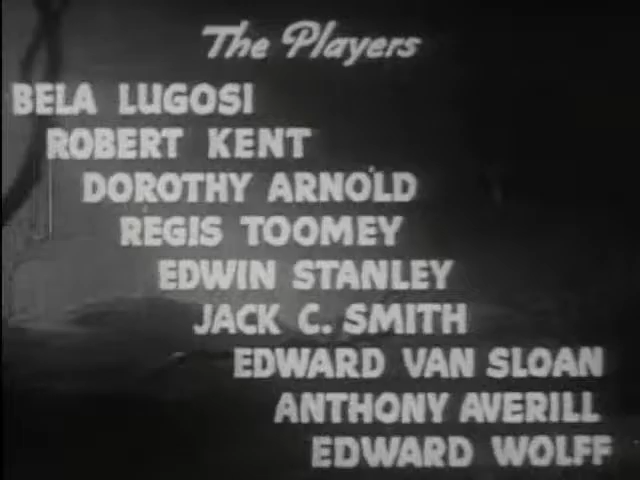 The Players
BELA LUGOSI
ROBERT KENT
DOROTHY ARNOLD
REGIS TOOMEY
EDWIN STANLEY
JACK C. SMITH
EDWARD VAN SLOAN
ANTHONY AVERILL
EDWARD WOLFF